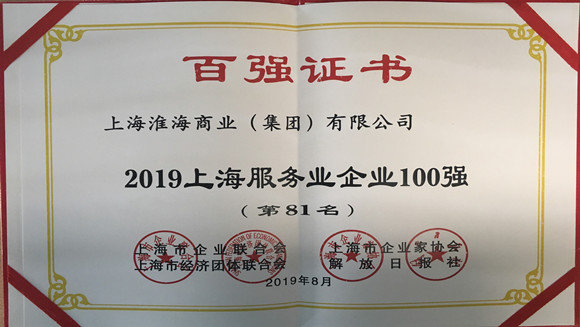 百强证书
上海淮海商业（集团）有限公司
2019上海服务业企业100强
（第81名）
上海市企业联合会 上海市企业家协会
上海市经济团体联合会 解放日报社
2019年8月